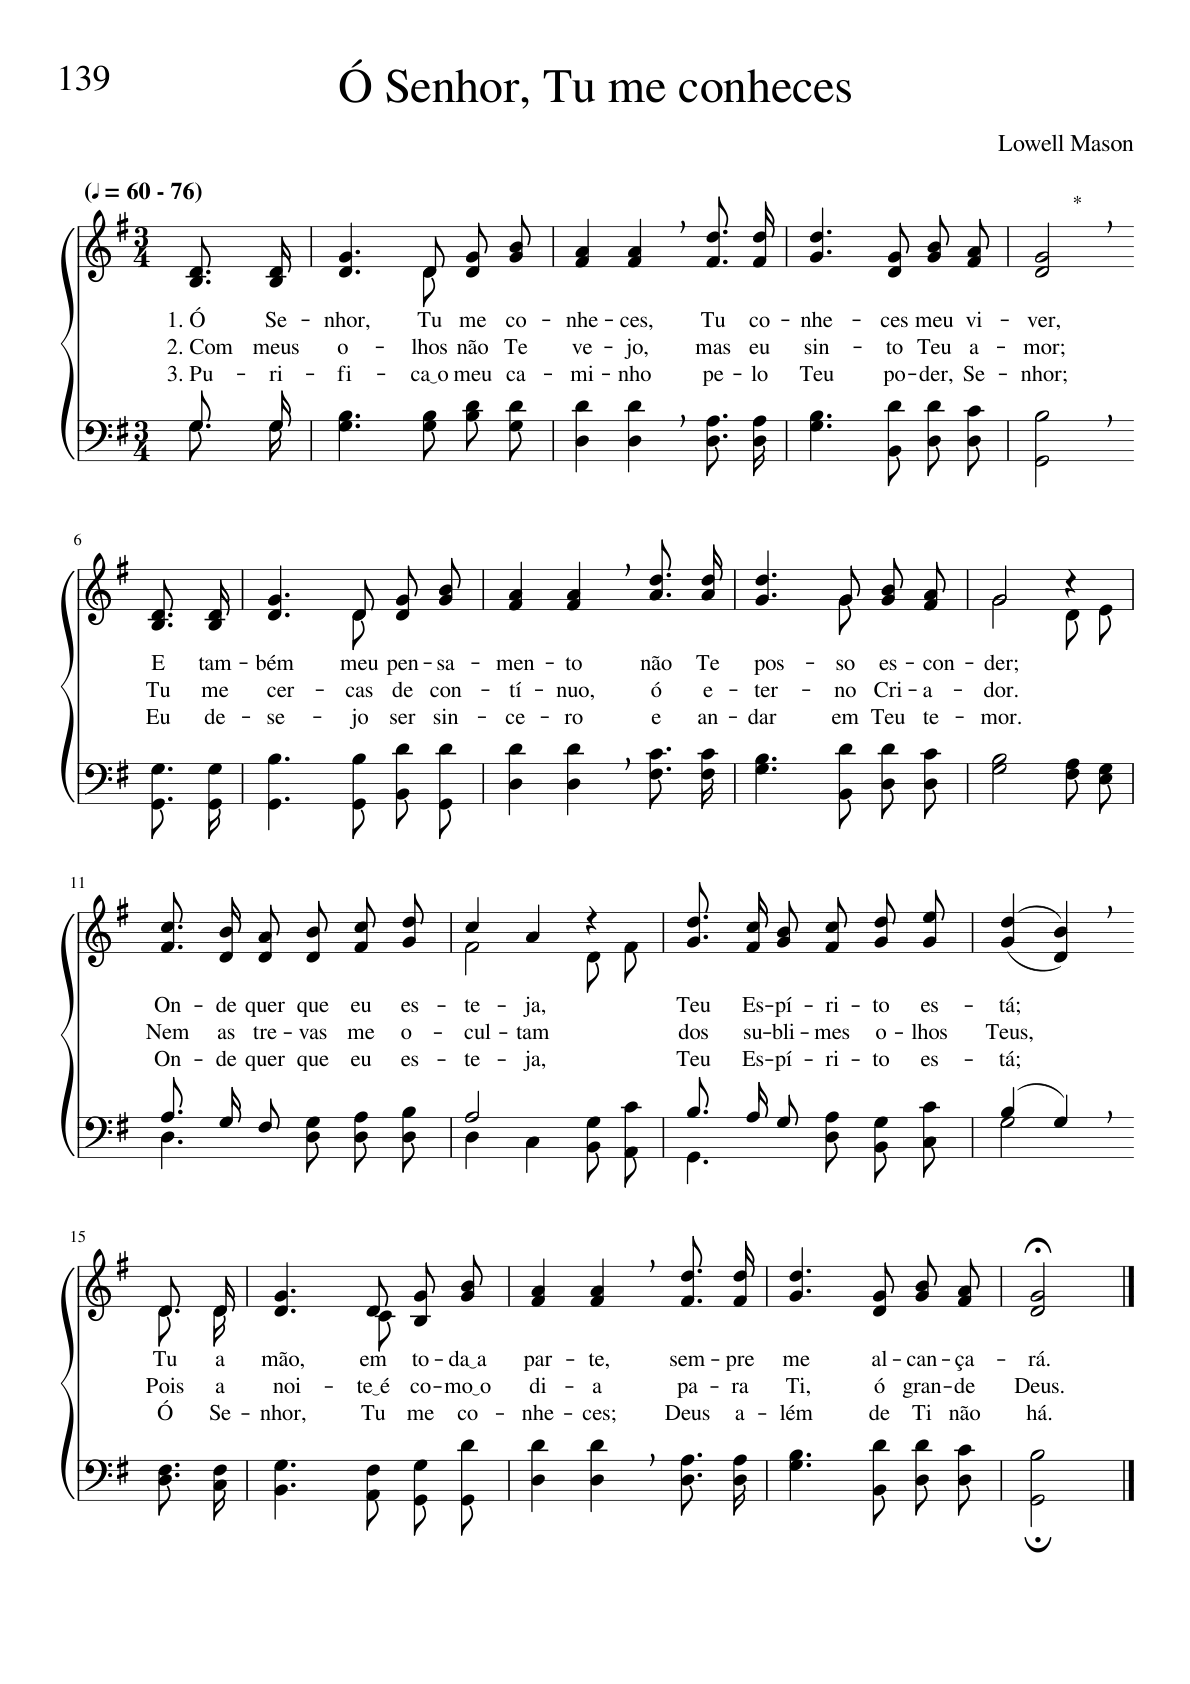 139
Ó Senhor, Tu me conheces
Lowell Mason
(♩ = 60 - 76)
*
1. Ó Se - nhor, Tu me co - nhe - ces, Tu co - nhe - ces meu vi - ver,
2. Com meus o - lhos não Te ve - jo, mas eu sin - to Teu a - mor;
3. Pu - ri - fi - ca‿o meu ca - mi - nho pe - lo Teu po - der, Se - nhor;
6
E tam - bém meu pen - sa - men - to não Te pos - so es - con - der;
Tu me cer - cas de con - tí - nuo, ó e - ter - no Cri - a - dor.
Eu de - se - jo ser sin - ce - ro e an - dar em Teu te - mor.
11
On - de quer que eu es - te - ja, Teu Es - pí - ri - to es - tá;
Nem as tre - vas me o - cul - tam dos su - bli - mes o - lhos Teus,
On - de quer que eu es - te - ja, Teu Es - pí - ri - to es - tá;
15
Tu a mão, em to - da‿a par - te, sem - pre me al - can - ça - rá.
Pois a noi - te‿é co - mo‿o di - a pa - ra Ti, ó gran - de Deus.
Ó Se - nhor, Tu me co - nhe - ces; Deus a - lém de Ti não há.